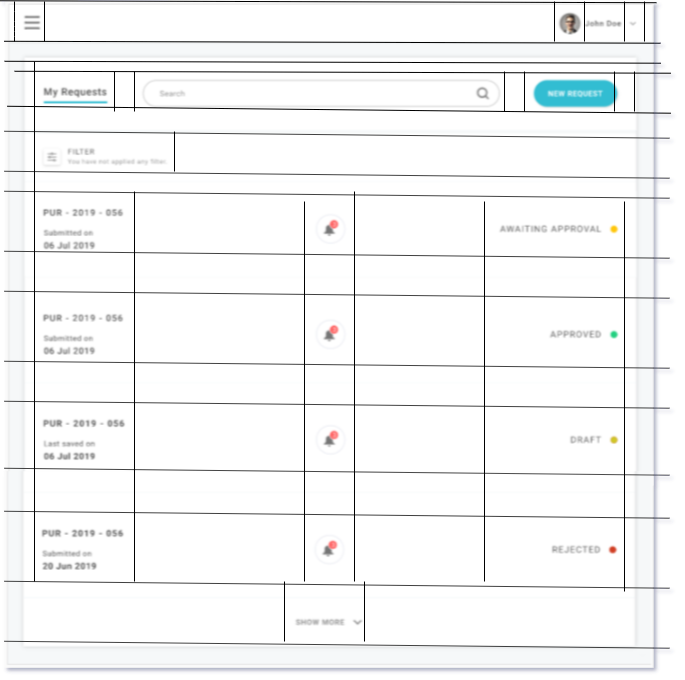 John Doe
My Requests
Search
NEW REQUEST
FILTER
You have not applied any filter.
PUR - 2019 - 056
Submitted on
06 Jul 2019
AWAITING APPROVAL
PUR - 2019 - 056
Submitted on
06 Jul 2019
APPROVED
PUR - 2019 - 056
Last saved on
06 Jul 2019
DRAFT
PUR - 2019 - 056
Submitted on
20 Jun 2019
REJECTED
SHOW MORE